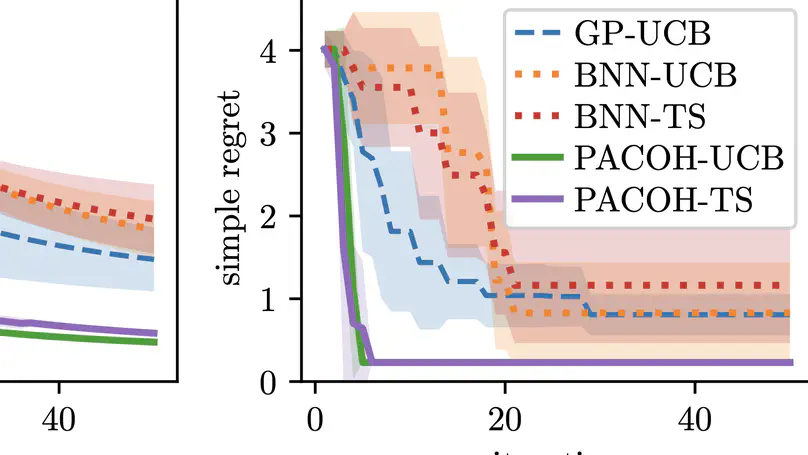 40
simple regret
4
3
2
1
0
0
20
40
GP-UCB
BNN-UCB
BNN-TS
PACOH-UCB
PACOH-TS